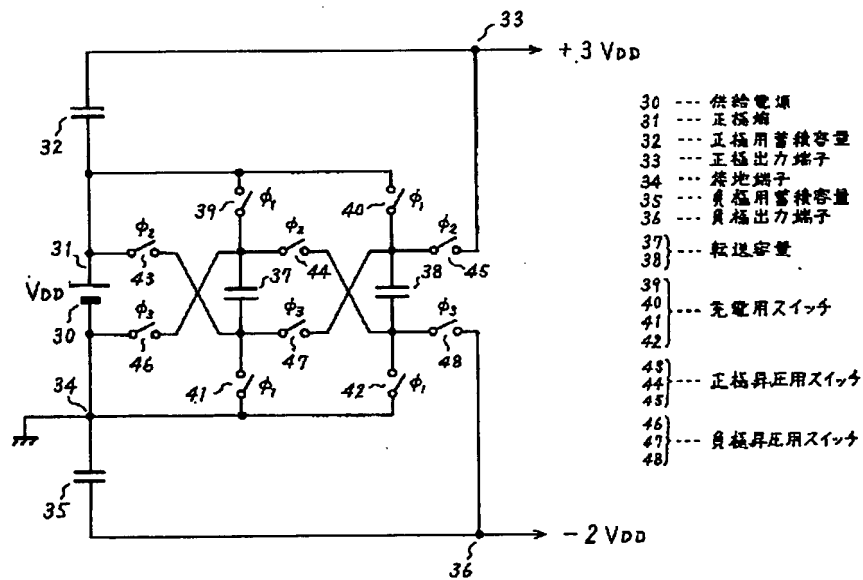 33
+3 VDD
32
39
φ1
40
φ1
31
φ2
43
φ2
44
φ2
45
37
38
VDD
30
φ3
46
φ3
47
φ3
48
34
41
φ1
42
φ1
35
36
-2 VDD
30 --- 供給電源
31 --- 正極端
32 --- 正極用蓄積容量
33 --- 正極出力端子
34 --- 接地端子
35 --- 負極用蓄積容量
36 --- 負極出力端子
37
38 --- 転送容量
39
40
41
42 --- 充電用スイッチ
43
44
45 --- 正極昇圧用スイッチ
46
47
48 --- 負極昇圧用スイッチ